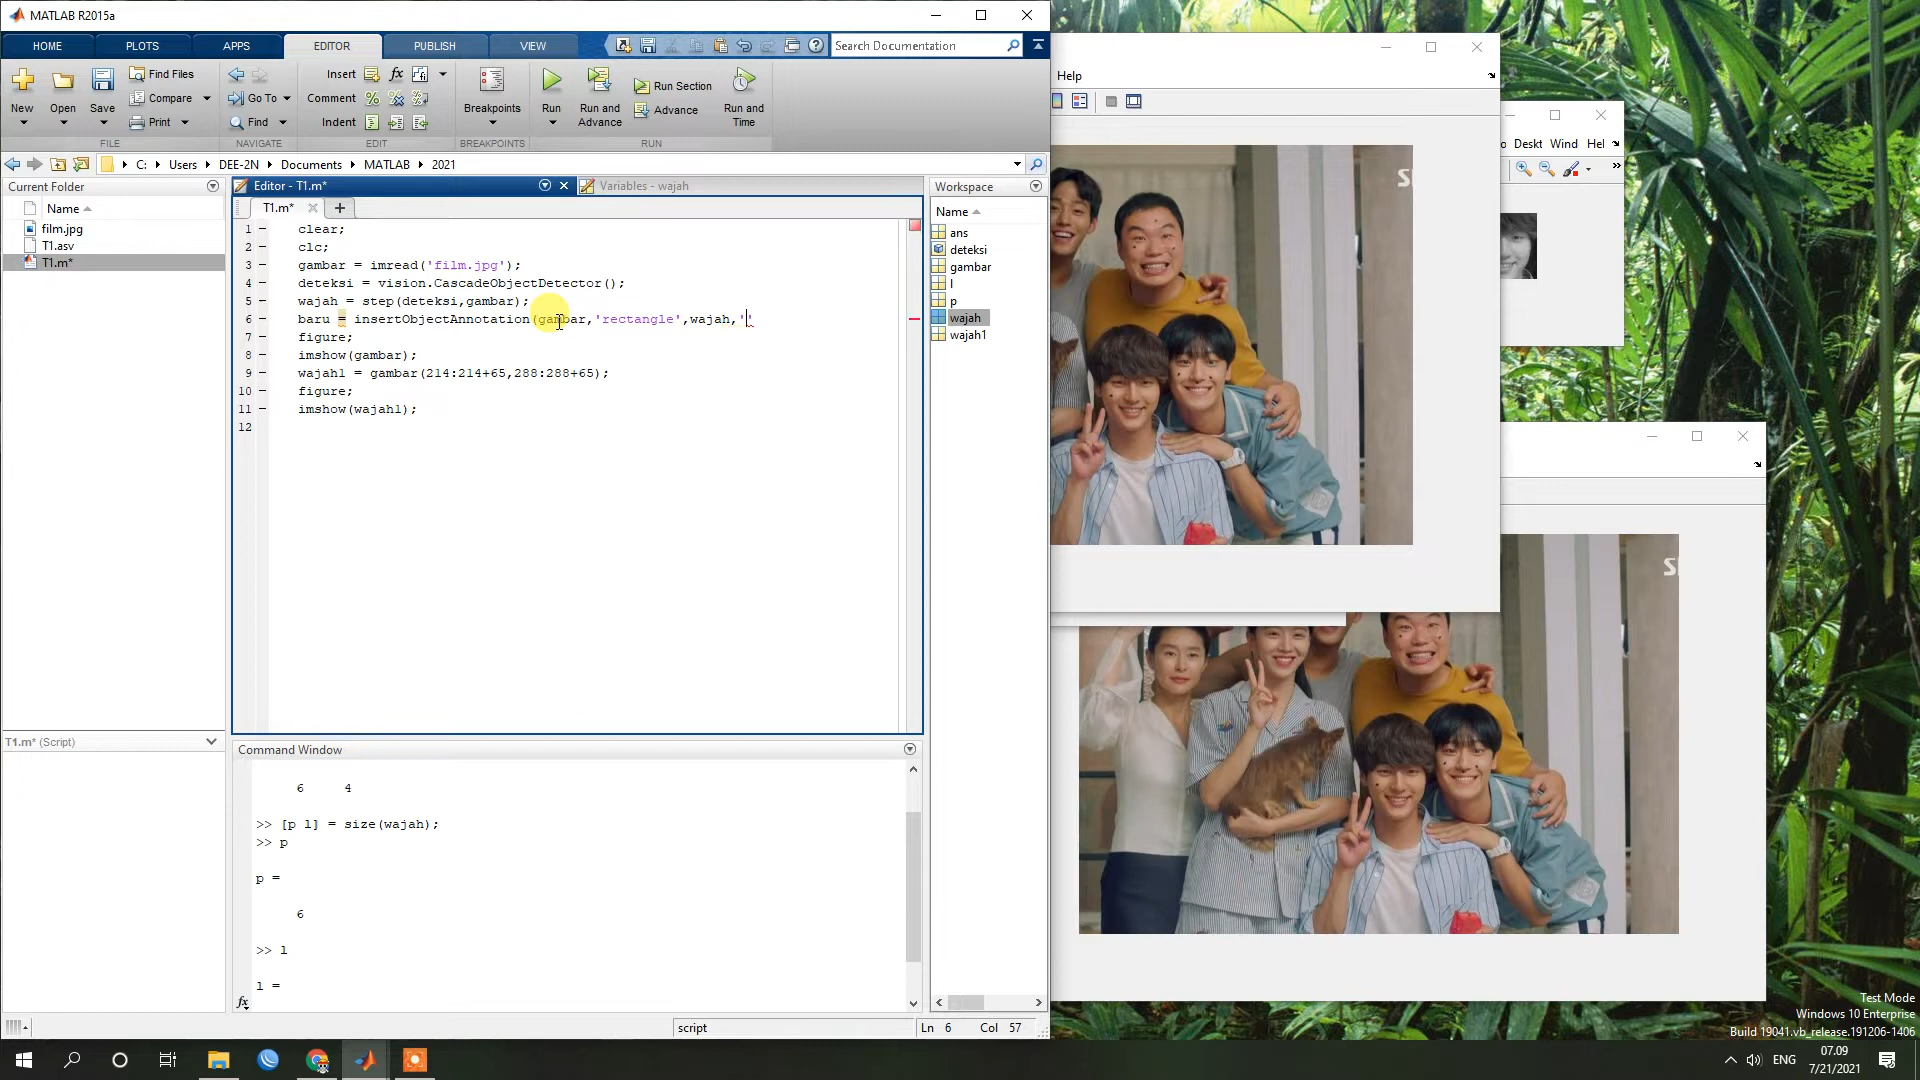 MATLAB R2015a
HOME PLOTS APPS EDITOR PUBLISH VIEW Search Documentation
New Open Save Find Files Compare Print
Insert Comment Indent
Go To Find
Breakpoints Run Run and Advance Run Section Advance Run and Time
FILE NAVIGATE EDIT BREAKPOINTS RUN
C: Users DEE-2N Documents MATLAB 2021
Current Folder
Name
film.jpg
T1.asv
T1.m*
T1.m* (Script)
Editor - T1.m*
Variables - wajah
T1.m*
1 clear;
2 clc;
3 gambar = imread('film.jpg');
4 deteksi = vision.CascadeObjectDetector();
5 wajah = step(deteksi,gambar);
6 baru = insertObjectAnnotation(gambar,'rectangle',wajah,''
7 figure;
8 imshow(gambar);
9 wajah1 = gambar(214:214+65,288:288+65);
10 figure;
11 imshow(wajah1);
12
Command Window
6 4
>> [p l] = size(wajah);
>> p
p =
6
>> l
l =
fx
Workspace
Name
ans
deteksi
gambar
l
p
wajah
wajah1
script
Ln 6 Col 57
Help
Deskt Wind Hel
S
S
Test Mode
Windows 10 Enterprise
Build 19041.vb_release.191206-1406
ENG
07.09
7/21/2021